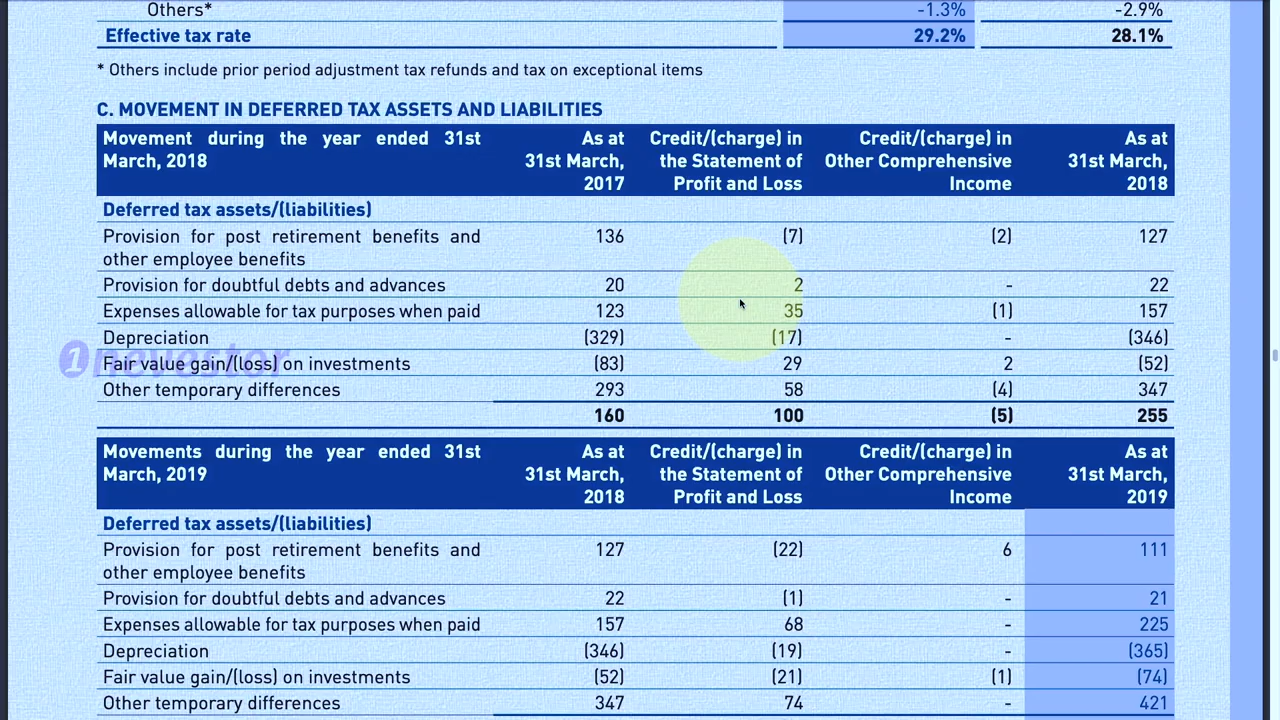 Others* -1.3% -2.9%
Effective tax rate 29.2% 28.1%
* Others include prior period adjustment tax refunds and tax on exceptional items
C. MOVEMENT IN DEFERRED TAX ASSETS AND LIABILITIES
Movement during the year ended 31st As at Credit/(charge) in Credit/(charge) in As at
March, 2018 31st March, the Statement of Other Comprehensive 31st March,
2017 Profit and Loss Income 2018
Deferred tax assets/(liabilities)
Provision for post retirement benefits and 136 (7) (2) 127
other employee benefits
Provision for doubtful debts and advances 20 2 - 22
Expenses allowable for tax purposes when paid 123 35 (1) 157
Depreciation (329) (17) - (346)
1nevestor
Fair value gain/(loss) on investments (83) 29 2 (52)
Other temporary differences 293 58 (4) 347
160 100 (5) 255
Movements during the year ended 31st As at Credit/(charge) in Credit/(charge) in As at
March, 2019 31st March, the Statement of Other Comprehensive 31st March,
2018 Profit and Loss Income 2019
Deferred tax assets/(liabilities)
Provision for post retirement benefits and 127 (22) 6 111
other employee benefits
Provision for doubtful debts and advances 22 (1) - 21
Expenses allowable for tax purposes when paid 157 68 - 225
Depreciation (346) (19) - (365)
Fair value gain/(loss) on investments (52) (21) (1) (74)
Other temporary differences 347 74 - 421